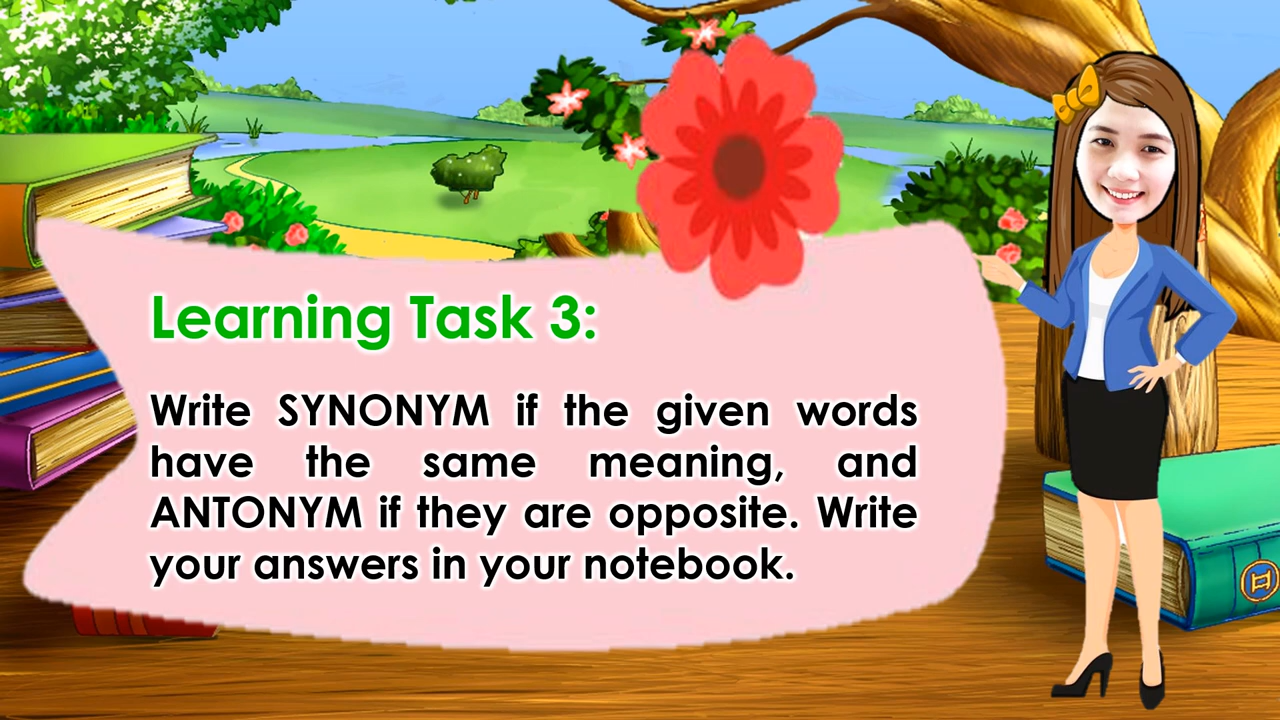 Learning Task 3:
Write SYNONYM if the given words
have the same meaning, and
ANTONYM if they are opposite. Write
your answers in your notebook.